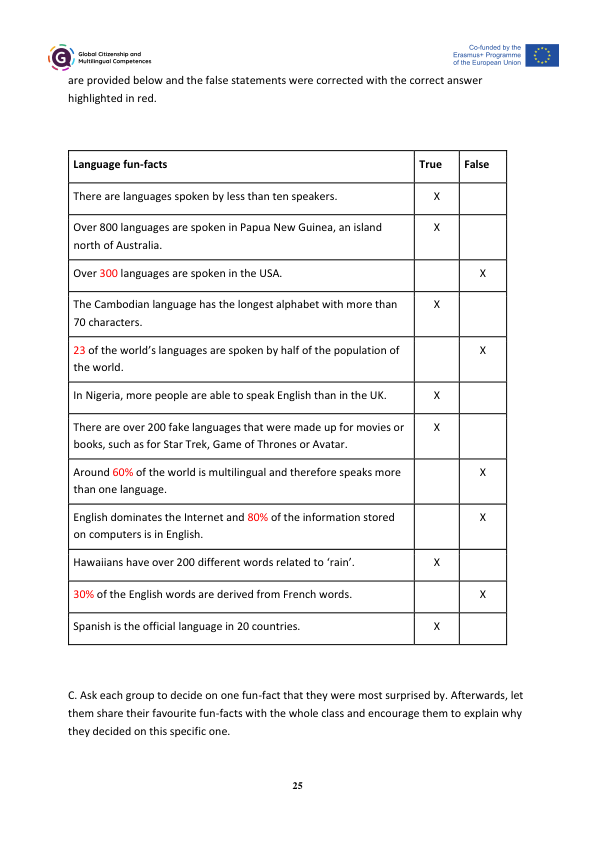 Global Citizenship and
Multilingual Competences
Co-funded by the
Erasmus+ Programme
of the European Union
are provided below and the false statements were corrected with the correct answer
highlighted in red.
Language fun-facts True False
There are languages spoken by less than ten speakers. X
Over 800 languages are spoken in Papua New Guinea, an island X
north of Australia.
Over 300 languages are spoken in the USA. X
The Cambodian language has the longest alphabet with more than X
70 characters.
23 of the world’s languages are spoken by half of the population of X
the world.
In Nigeria, more people are able to speak English than in the UK. X
There are over 200 fake languages that were made up for movies or X
books, such as for Star Trek, Game of Thrones or Avatar.
Around 60% of the world is multilingual and therefore speaks more X
than one language.
English dominates the Internet and 80% of the information stored X
on computers is in English.
Hawaiians have over 200 different words related to ‘rain’. X
30% of the English words are derived from French words. X
Spanish is the official language in 20 countries. X
C. Ask each group to decide on one fun-fact that they were most surprised by. Afterwards, let
them share their favourite fun-facts with the whole class and encourage them to explain why
they decided on this specific one.
25